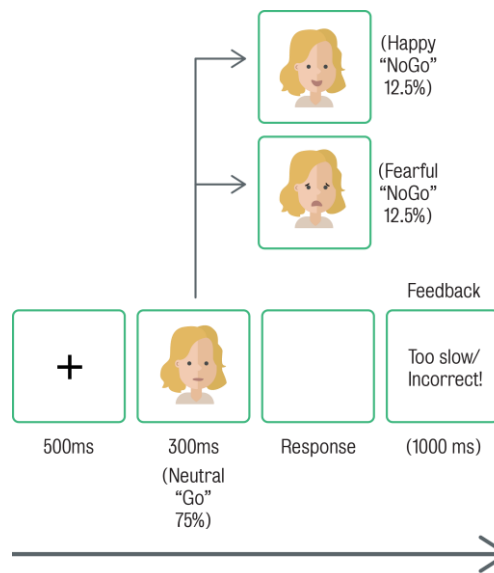 (Happy
“NoGo”
12.5%)
(Fearful
“NoGo”
12.5%)
Feedback
+
Too slow/
Incorrect!
500ms
300ms
Response
(1000 ms)
(Neutral
“Go”
75%)